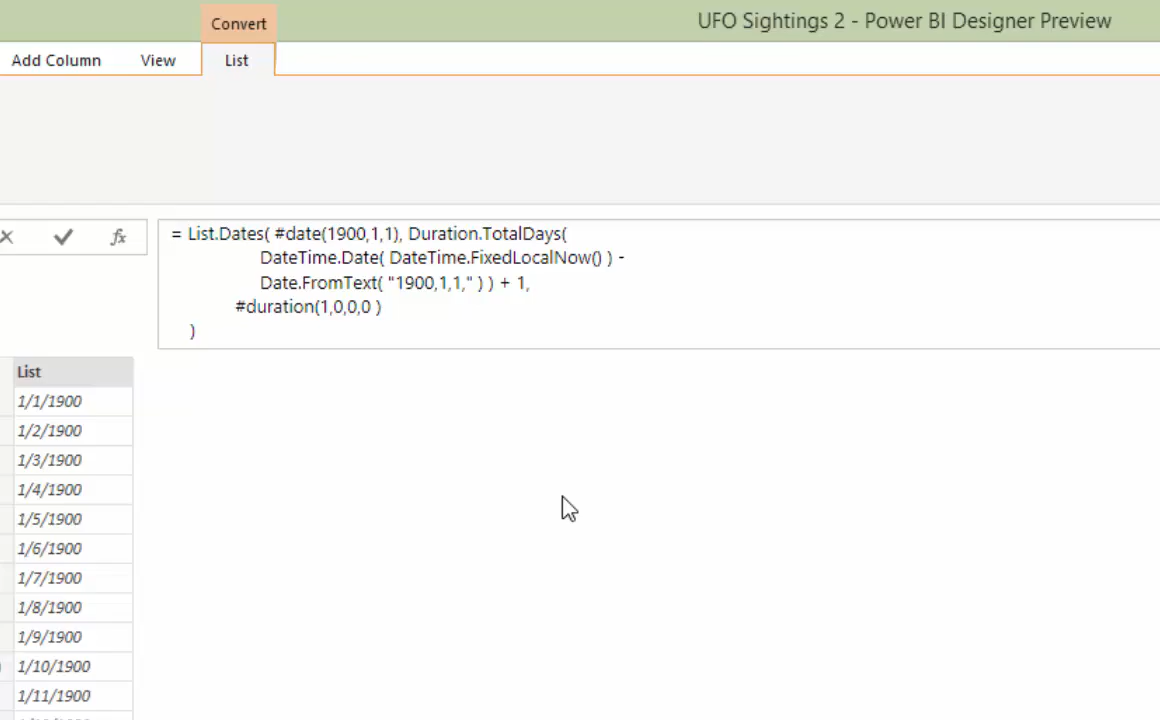 Convert
UFO Sightings 2 - Power BI Designer Preview
Add Column View List
fx
= List.Dates( #date(1900,1,1), Duration.TotalDays(
DateTime.Date( DateTime.FixedLocalNow() ) -
Date.FromText( "1900,1,1," ) ) + 1,
#duration(1,0,0,0 )
)
List
1/1/1900
1/2/1900
1/3/1900
1/4/1900
1/5/1900
1/6/1900
1/7/1900
1/8/1900
1/9/1900
1/10/1900
1/11/1900